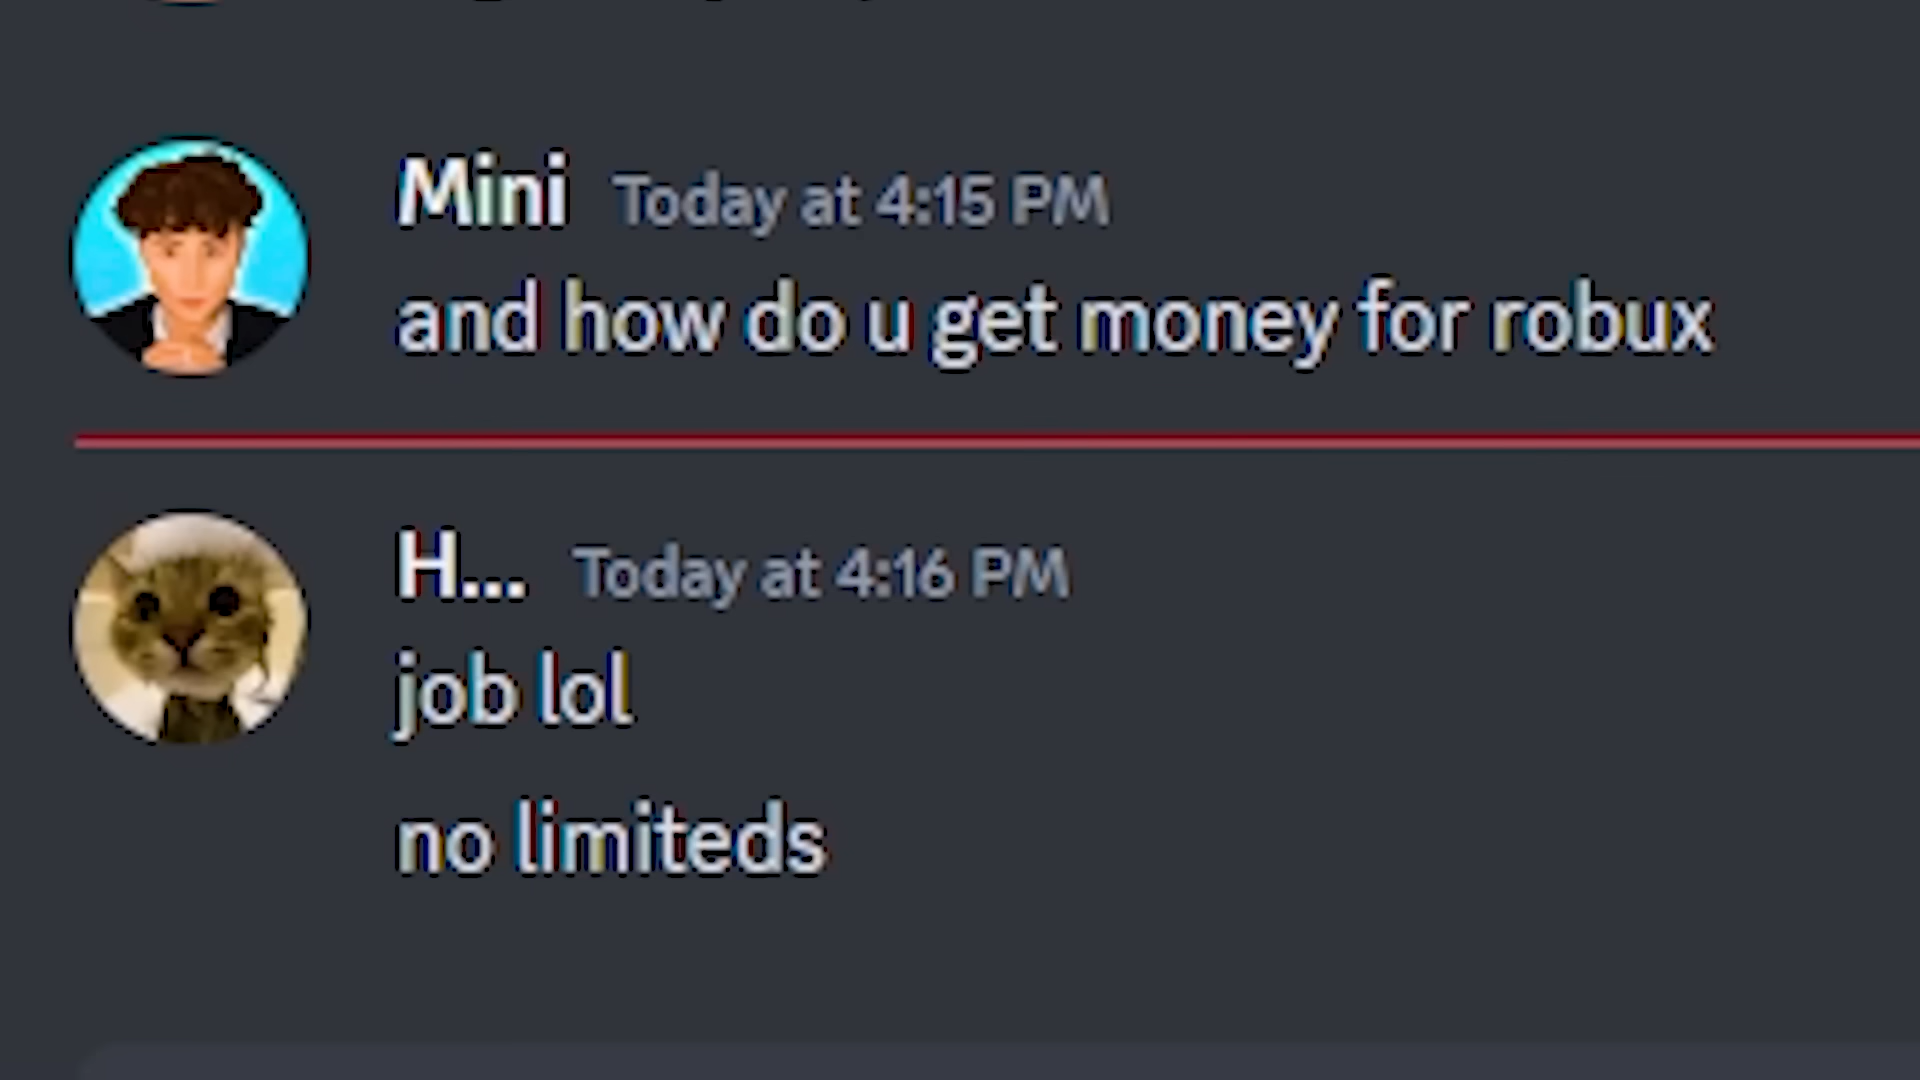 Mini Today at 4:15 PM
and how do u get money for robux
H... Today at 4:16 PM
job lol
no limiteds